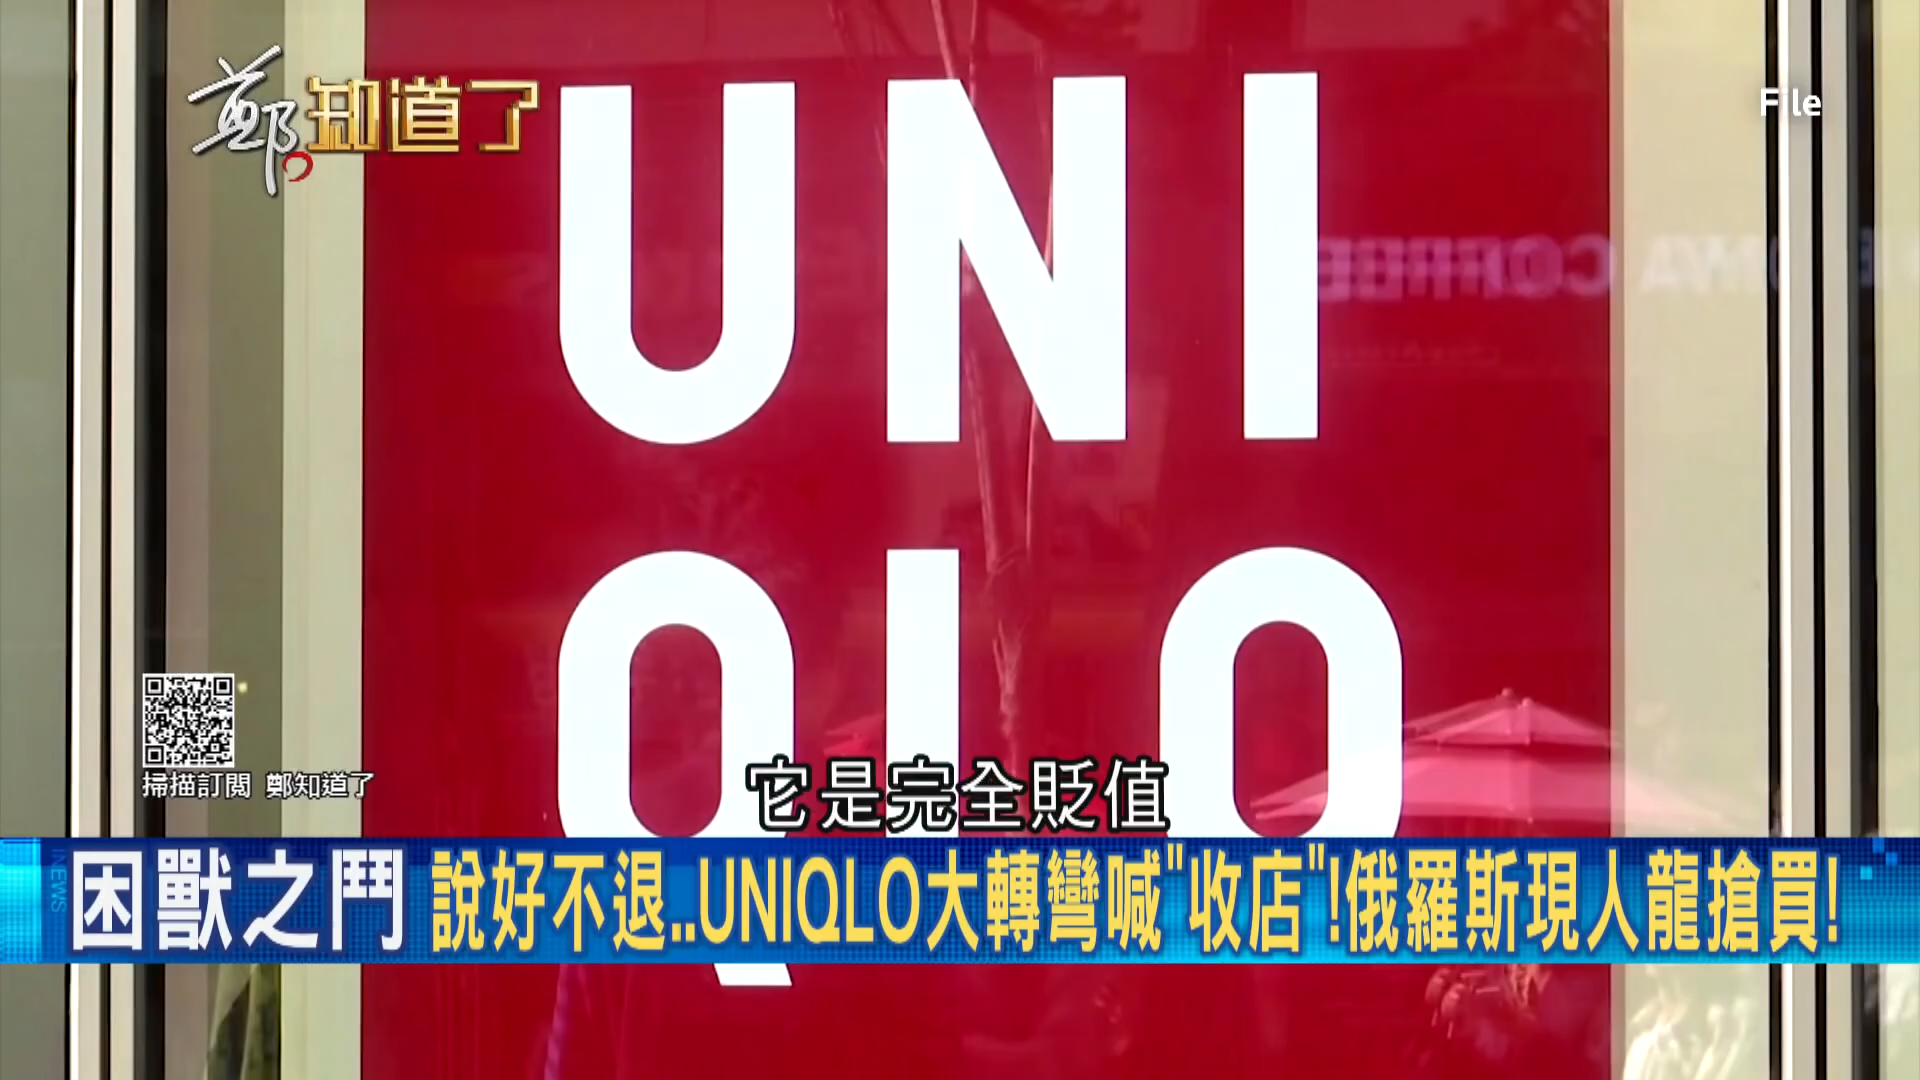 鄭知道了
File
UNI
QLO
COFFEE
掃描訂閱 鄭知道了
它是完全貶值
INEWS
困獸之鬥 說好不退..UNIQLO大轉彎喊"收店"!俄羅斯現人龍搶買!